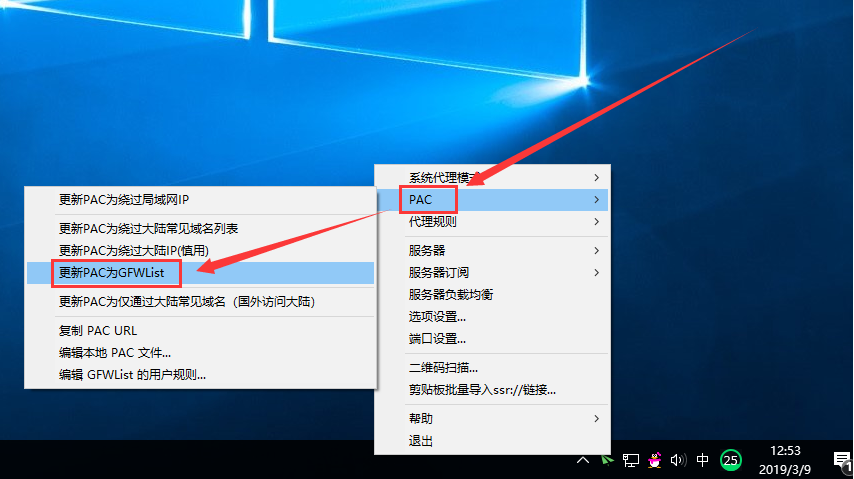 系统代理模式
PAC
代理规则
服务器
服务器订阅
服务器负载均衡
选项设置...
端口设置...
二维码扫描...
剪贴板批量导入ssr://链接...
帮助
退出
更新PAC为绕过局域网IP
更新PAC为绕过大陆常见域名列表
更新PAC为绕过大陆IP(慎用)
更新PAC为GFWList
更新PAC为仅通过大陆常见域名（国外访问大陆）
复制 PAC URL
编辑本地 PAC 文件...
编辑 GFWList 的用户规则...
中
25
12:53
2019/3/9
1